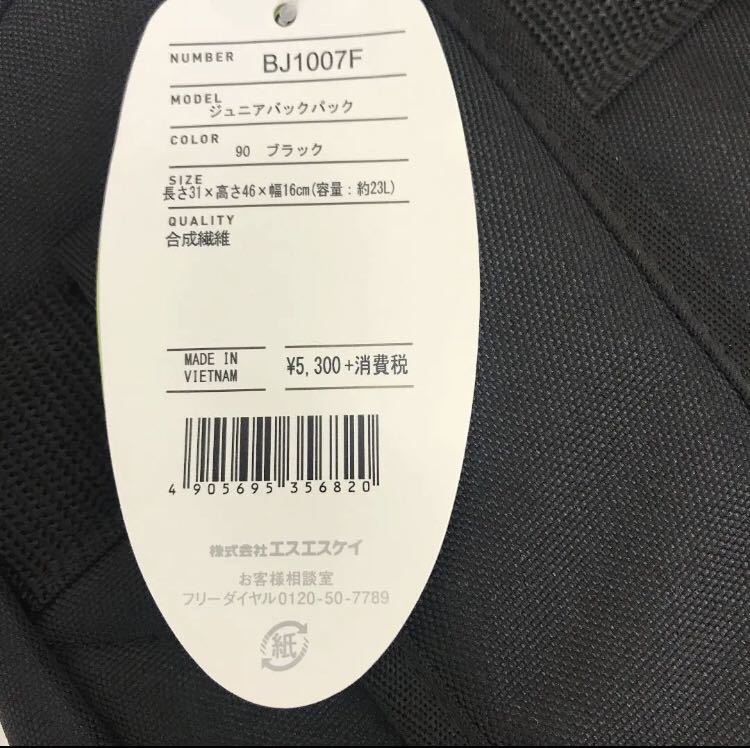 NUMBER BJ1007F
MODEL
ジュニアバックパック
COLOR
90 ブラック
SIZE
長さ31×高さ46×幅16cm(容量:約23L)
QUALITY
合成繊維
MADE IN
VIETNAM
¥5,300+消費税
4 905695 356820
株式会社エスエスケイ
お客様相談室
フリーダイヤル0120-50-7789
紙